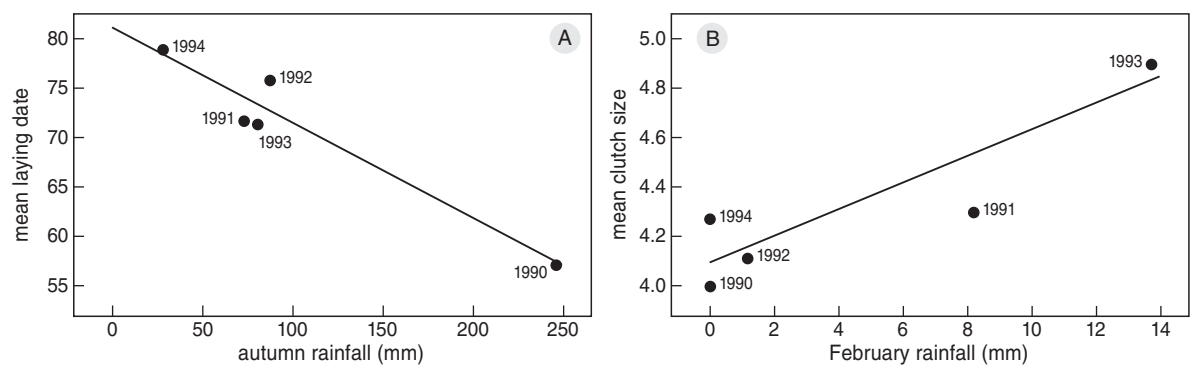 A
mean laying date
80
75
70
65
60
55
1994
1992
1991
1993
1990
0 50 100 150 200 250
autumn rainfall (mm)
B
mean clutch size
5.0
4.8
4.6
4.4
4.2
4.0
1993
1991
1994
1992
1990
0 2 4 6 8 10 12 14
February rainfall (mm)